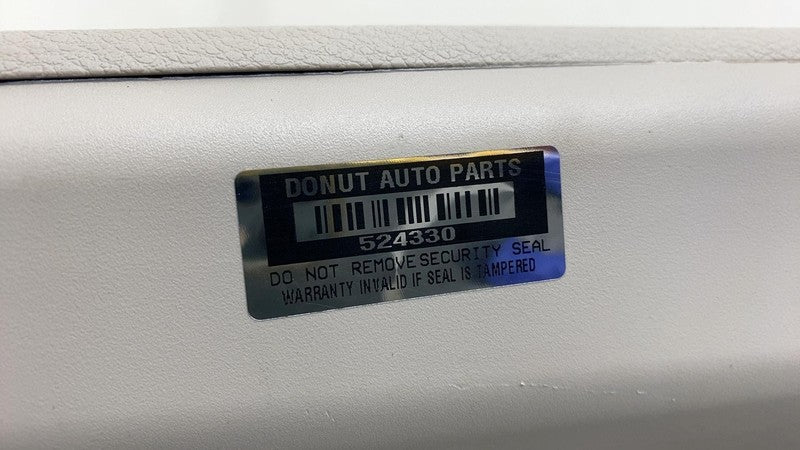 DONUT AUTO PARTS
524330
DO NOT REMOVE SECURITY SEAL
WARRANTY INVALID IF SEAL IS TAMPERED